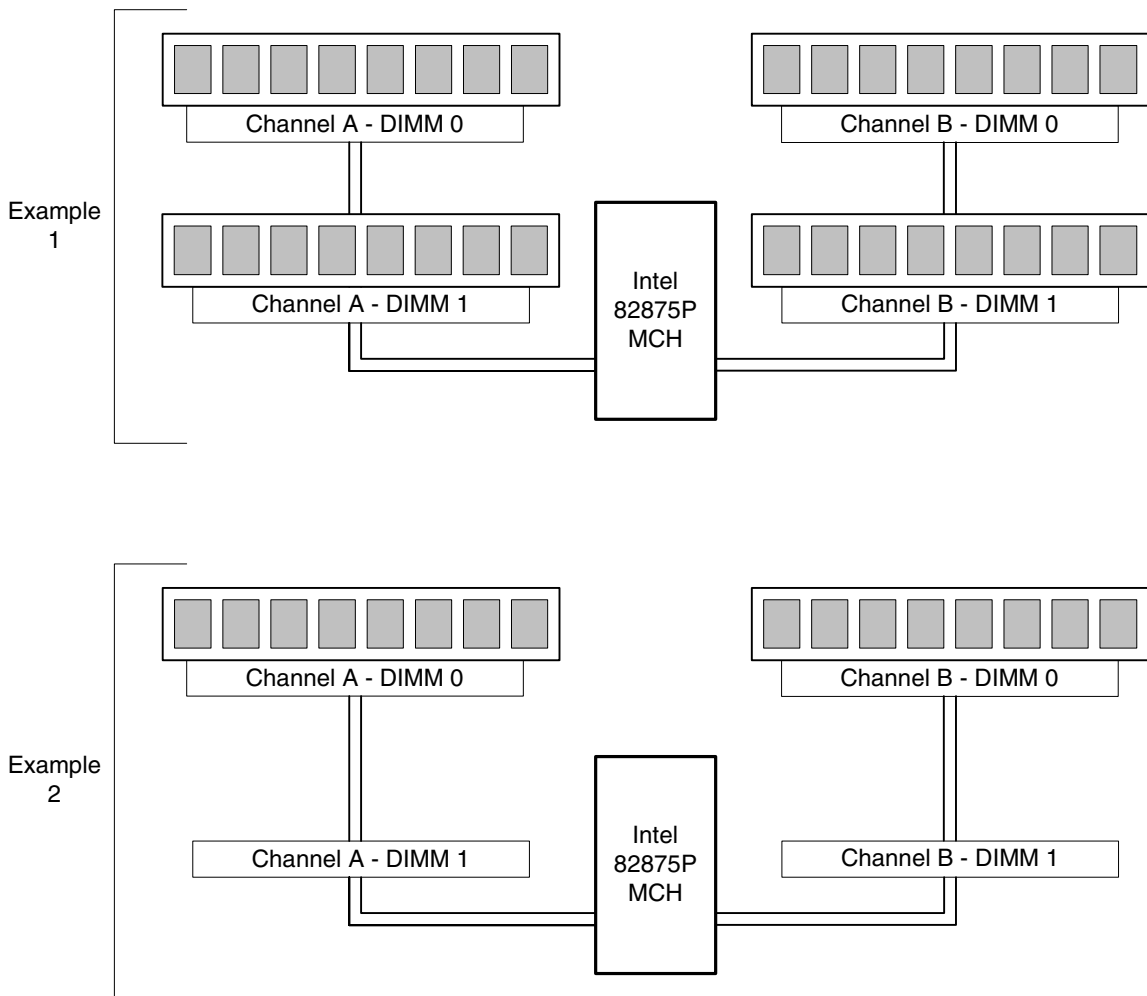 Channel A - DIMM 0
Channel B - DIMM 0
Example
1
Channel A - DIMM 1
Intel
82875P
MCH
Channel B - DIMM 1
Channel A - DIMM 0
Channel B - DIMM 0
Example
2
Channel A - DIMM 1
Intel
82875P
MCH
Channel B - DIMM 1